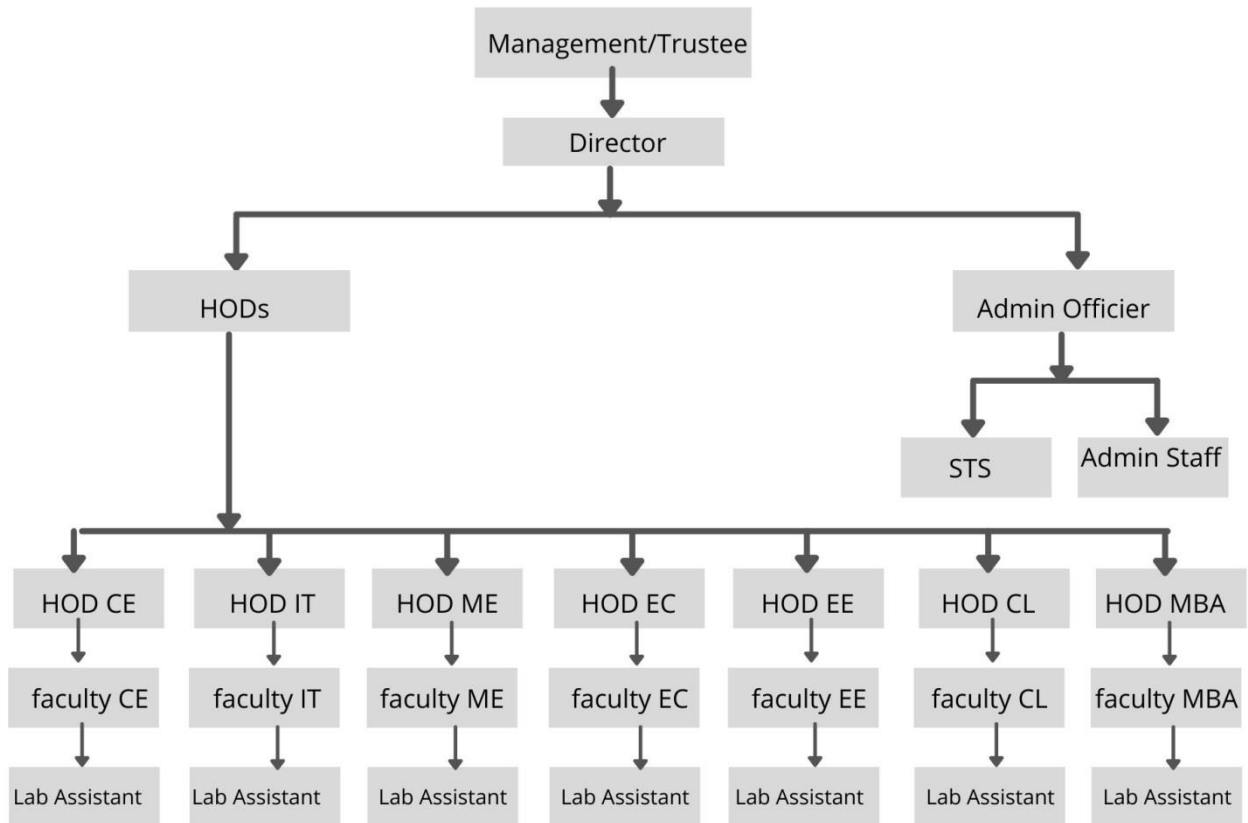 Management/Trustee
Director
HODs
Admin Officier
STS
Admin Staff
HOD CE
HOD IT
HOD ME
HOD EC
HOD EE
HOD CL
HOD MBA
faculty CE
faculty IT
faculty ME
faculty EC
faculty EE
faculty CL
faculty MBA
Lab Assistant
Lab Assistant
Lab Assistant
Lab Assistant
Lab Assistant
Lab Assistant
Lab Assistant